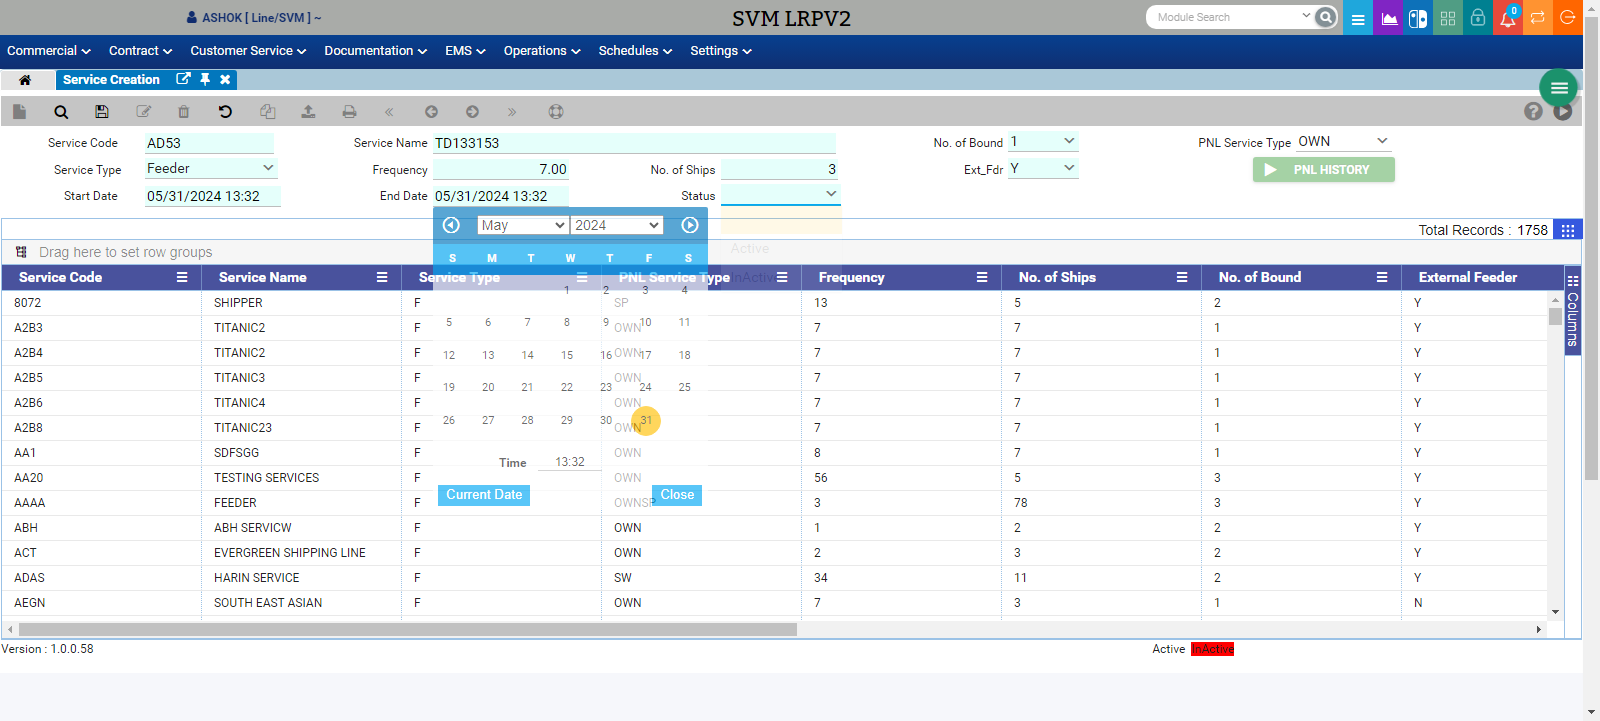 ASHOK [ Line/SVM ] ~
SVM LRPV2
Module Search
0
Commercial Contract Customer Service Documentation EMS Operations Schedules Settings
Service Creation
Service Code AD53 Service Name TD133153 No. of Bound 1 PNL Service Type OWN
Service Type Feeder Frequency 7.00 No. of Ships 3 Ext_Fdr Y PNL HISTORY
Start Date 05/31/2024 13:32 End Date 05/31/2024 13:32 Status
May 2024
Active
InActive
Total Records : 1758
Drag here to set row groups
S M T W T F S
Service Code Service Name Service Type PNL Service Type Frequency No. of Ships No. of Bound External Feeder
Columns
1 2 3 4
5 6 7 8 9 10 11
12 13 14 15 16 17 18
19 20 21 22 23 24 25
26 27 28 29 30 31
Time 13:32
Current Date Close
8072 SHIPPER F SP 13 5 2 Y
A2B3 TITANIC2 F OWN 7 7 1 Y
A2B4 TITANIC2 F OWN 7 7 1 Y
A2B5 TITANIC3 F OWN 7 7 1 Y
A2B6 TITANIC4 F OWN 7 7 1 Y
A2B8 TITANIC23 F OWN 7 7 1 Y
AA1 SDFSGG F OWN 8 7 1 Y
AA20 TESTING SERVICES F OWN 56 5 3 Y
AAAA FEEDER F OWNSP 3 78 3 Y
ABH ABH SERVICW F OWN 1 2 2 Y
ACT EVERGREEN SHIPPING LINE F OWN 2 3 2 Y
ADAS HARIN SERVICE F SW 34 11 2 Y
AEGN SOUTH EAST ASIAN F OWN 7 3 1 N
Version : 1.0.0.58
Active InActive